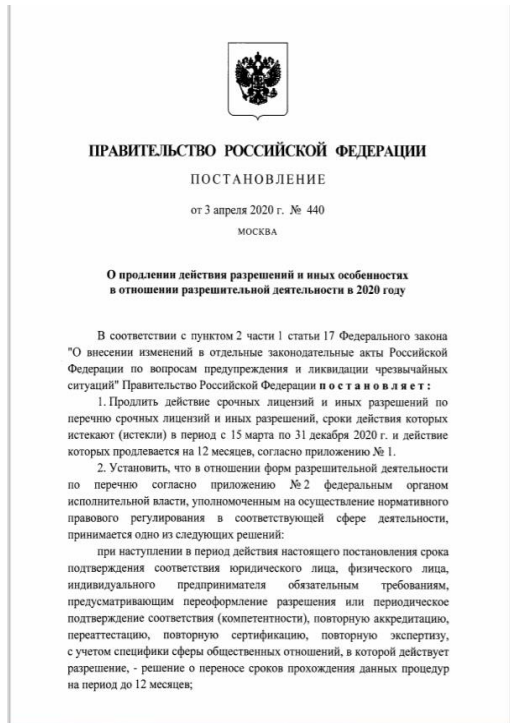 ПРАВИТЕЛЬСТВО РОССИЙСКОЙ ФЕДЕРАЦИИ
ПОСТАНОВЛЕНИЕ
от 3 апреля 2020 г. № 440
МОСКВА
О продлении действия разрешений и иных особенностях
в отношении разрешительной деятельности в 2020 году
В соответствии с пунктом 2 части 1 статьи 17 Федерального закона
"О внесении изменений в отдельные законодательные акты Российской
Федерации по вопросам предупреждения и ликвидации чрезвычайных
ситуаций" Правительство Российской Федерации постановляет:
1. Продлить действие срочных лицензий и иных разрешений по
перечню срочных лицензий и иных разрешений, сроки действия которых
истекают (истекли) в период с 15 марта по 31 декабря 2020 г. и действие
которых продлевается на 12 месяцев, согласно приложению № 1.
2. Установить, что в отношении форм разрешительной деятельности
по перечню согласно приложению № 2 федеральным органом
исполнительной власти, уполномоченным на осуществление нормативного
правового регулирования в соответствующей сфере деятельности,
принимается одно из следующих решений:
при наступлении в период действия настоящего постановления срока
подтверждения соответствия юридического лица, физического лица,
индивидуального предпринимателя обязательным требованиям,
предусматривающим переоформление разрешения или периодическое
подтверждение соответствия (компетентности), повторную аккредитацию,
переаттестацию, повторную сертификацию, повторную экспертизу,
с учетом специфики сферы общественных отношений, в которой действует
разрешение, - решение о переносе сроков прохождения данных процедур
на период до 12 месяцев;